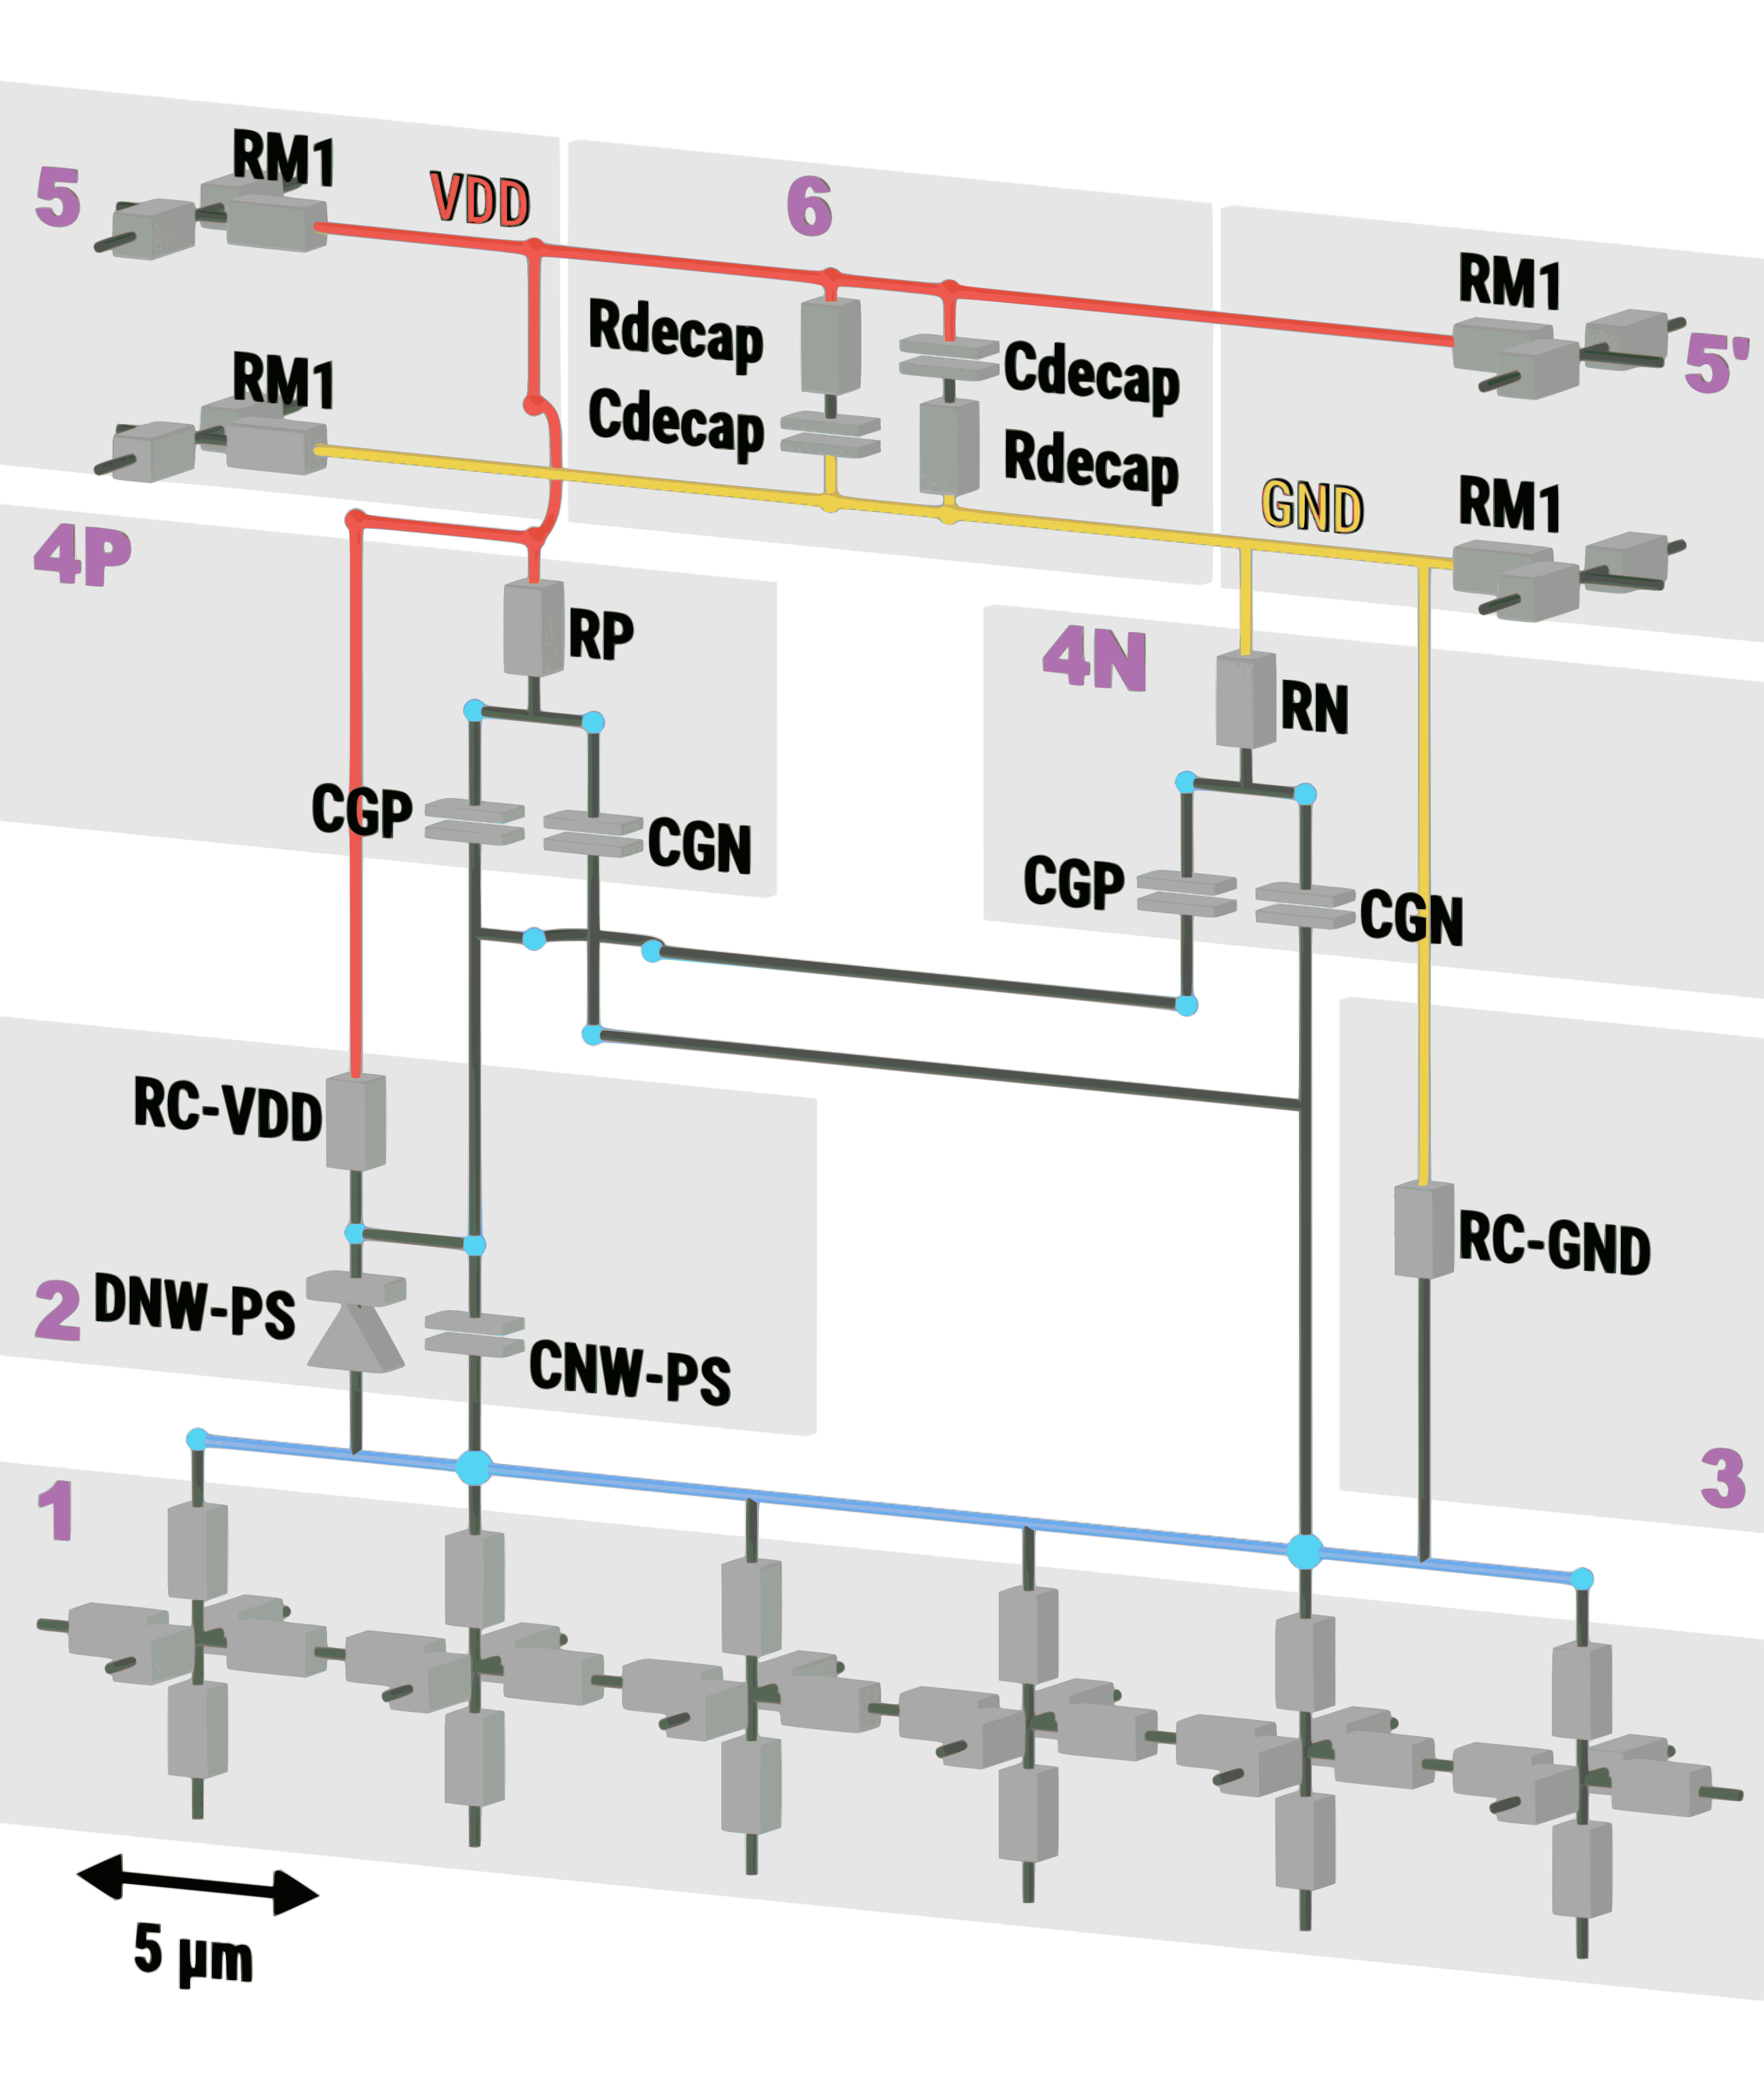 RM1
5
VDD
6
RM1
5'
Rdecap
Cdecap
RM1
Cdecap
Rdecap
GND
RM1
4P
RP
4N
RN
CGP
CGN
CGP
CGN
RC-VDD
RC-GND
2
DNW-PS
CNW-PS
1
3
5 µm